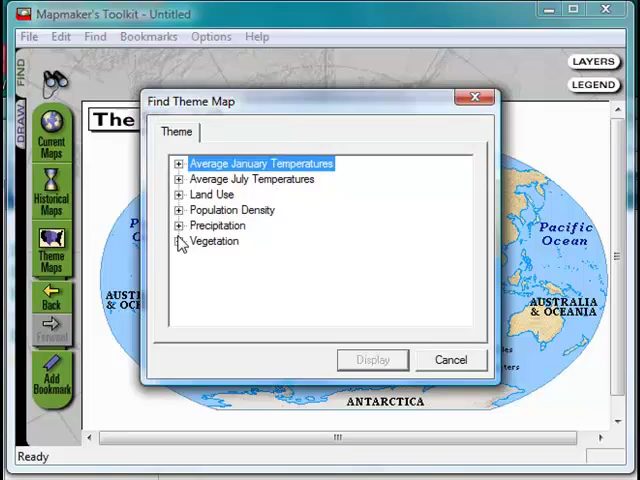 Mapmaker's Toolkit - Untitled
File Edit Find Bookmarks Options Help
FIND
DRAW
LAYERS
LEGEND
Current
Maps
Historical
Maps
Theme
Maps
Back
Forward
Add
Bookmark
The
Find Theme Map
Theme
Average January Temperatures
Average July Temperatures
Land Use
Population Density
Precipitation
Vegetation
Display Cancel
Pacific
Ocean
AUSTRALIA
& OCEANIA
AUSTR
& OCE
ANTARCTICA
Ready